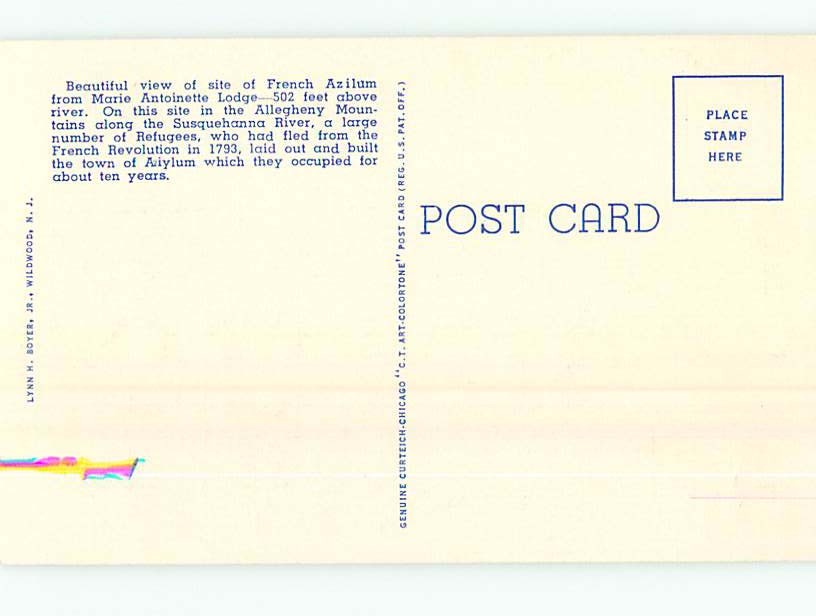 Beautiful view of site of French Azilum
from Marie Antoinette Lodge—502 feet above
river. On this site in the Allegheny Moun-
tains along the Susquehanna River, a large
number of Refugees, who had fled from the
French Revolution in 1793, laid out and built
the town of Aiylum which they occupied for
about ten years.
LYNN H. BOYER, JR., WILDWOOD, N. J.
GENUINE CURTEICH-CHICAGO "C.T. ART-COLORTONE" POST CARD (REG. U.S. PAT. OFF.)
POST CARD
PLACE
STAMP
HERE